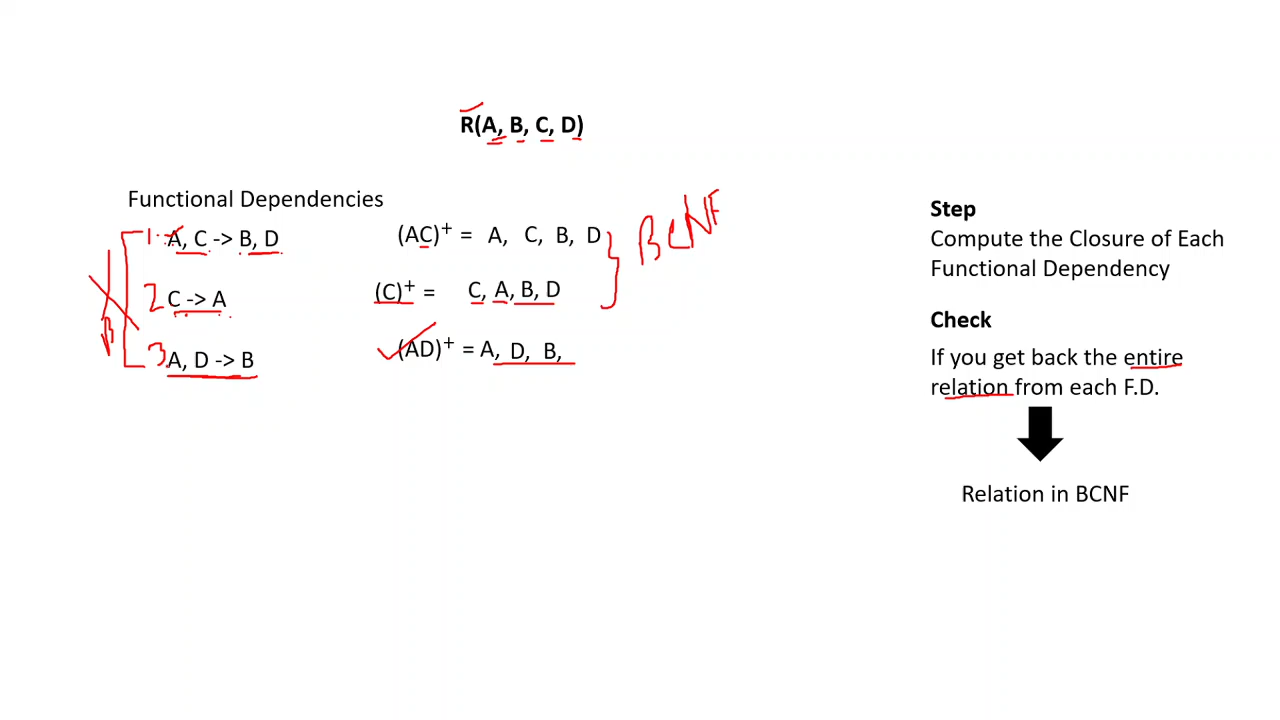 R(A, B, C, D)
Functional Dependencies
1. A, C -> B, D
2 C -> A
3. A, D -> B
(AC)+ = A, C, B, D
(C)+ = C, A, B, D
(AD)+ = A, D, B,
BCNF
Step
Compute the Closure of Each
Functional Dependency
Check
If you get back the entire
relation from each F.D.
Relation in BCNF